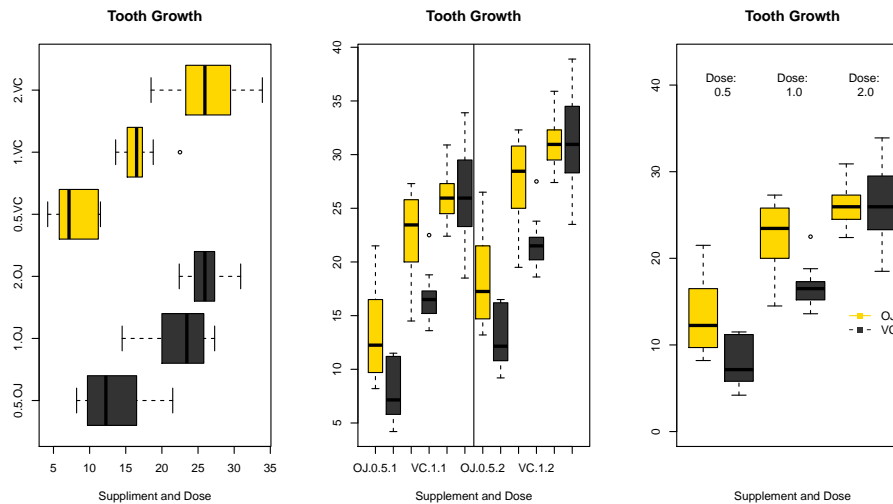 Tooth Growth
2.VC
1.VC
0.5.VC
2.OJ
1.OJ
0.5.OJ
5 10 15 20 25 30 35
Suppliment and Dose
Tooth Growth
40
35
30
25
20
15
10
5
OJ.0.5.1 VC.1.1 OJ.0.5.2 VC.1.2
Supplement and Dose
Tooth Growth
40
30
20
10
0
Dose: Dose: Dose:
0.5 1.0 2.0
OJ
VC
Supplement and Dose